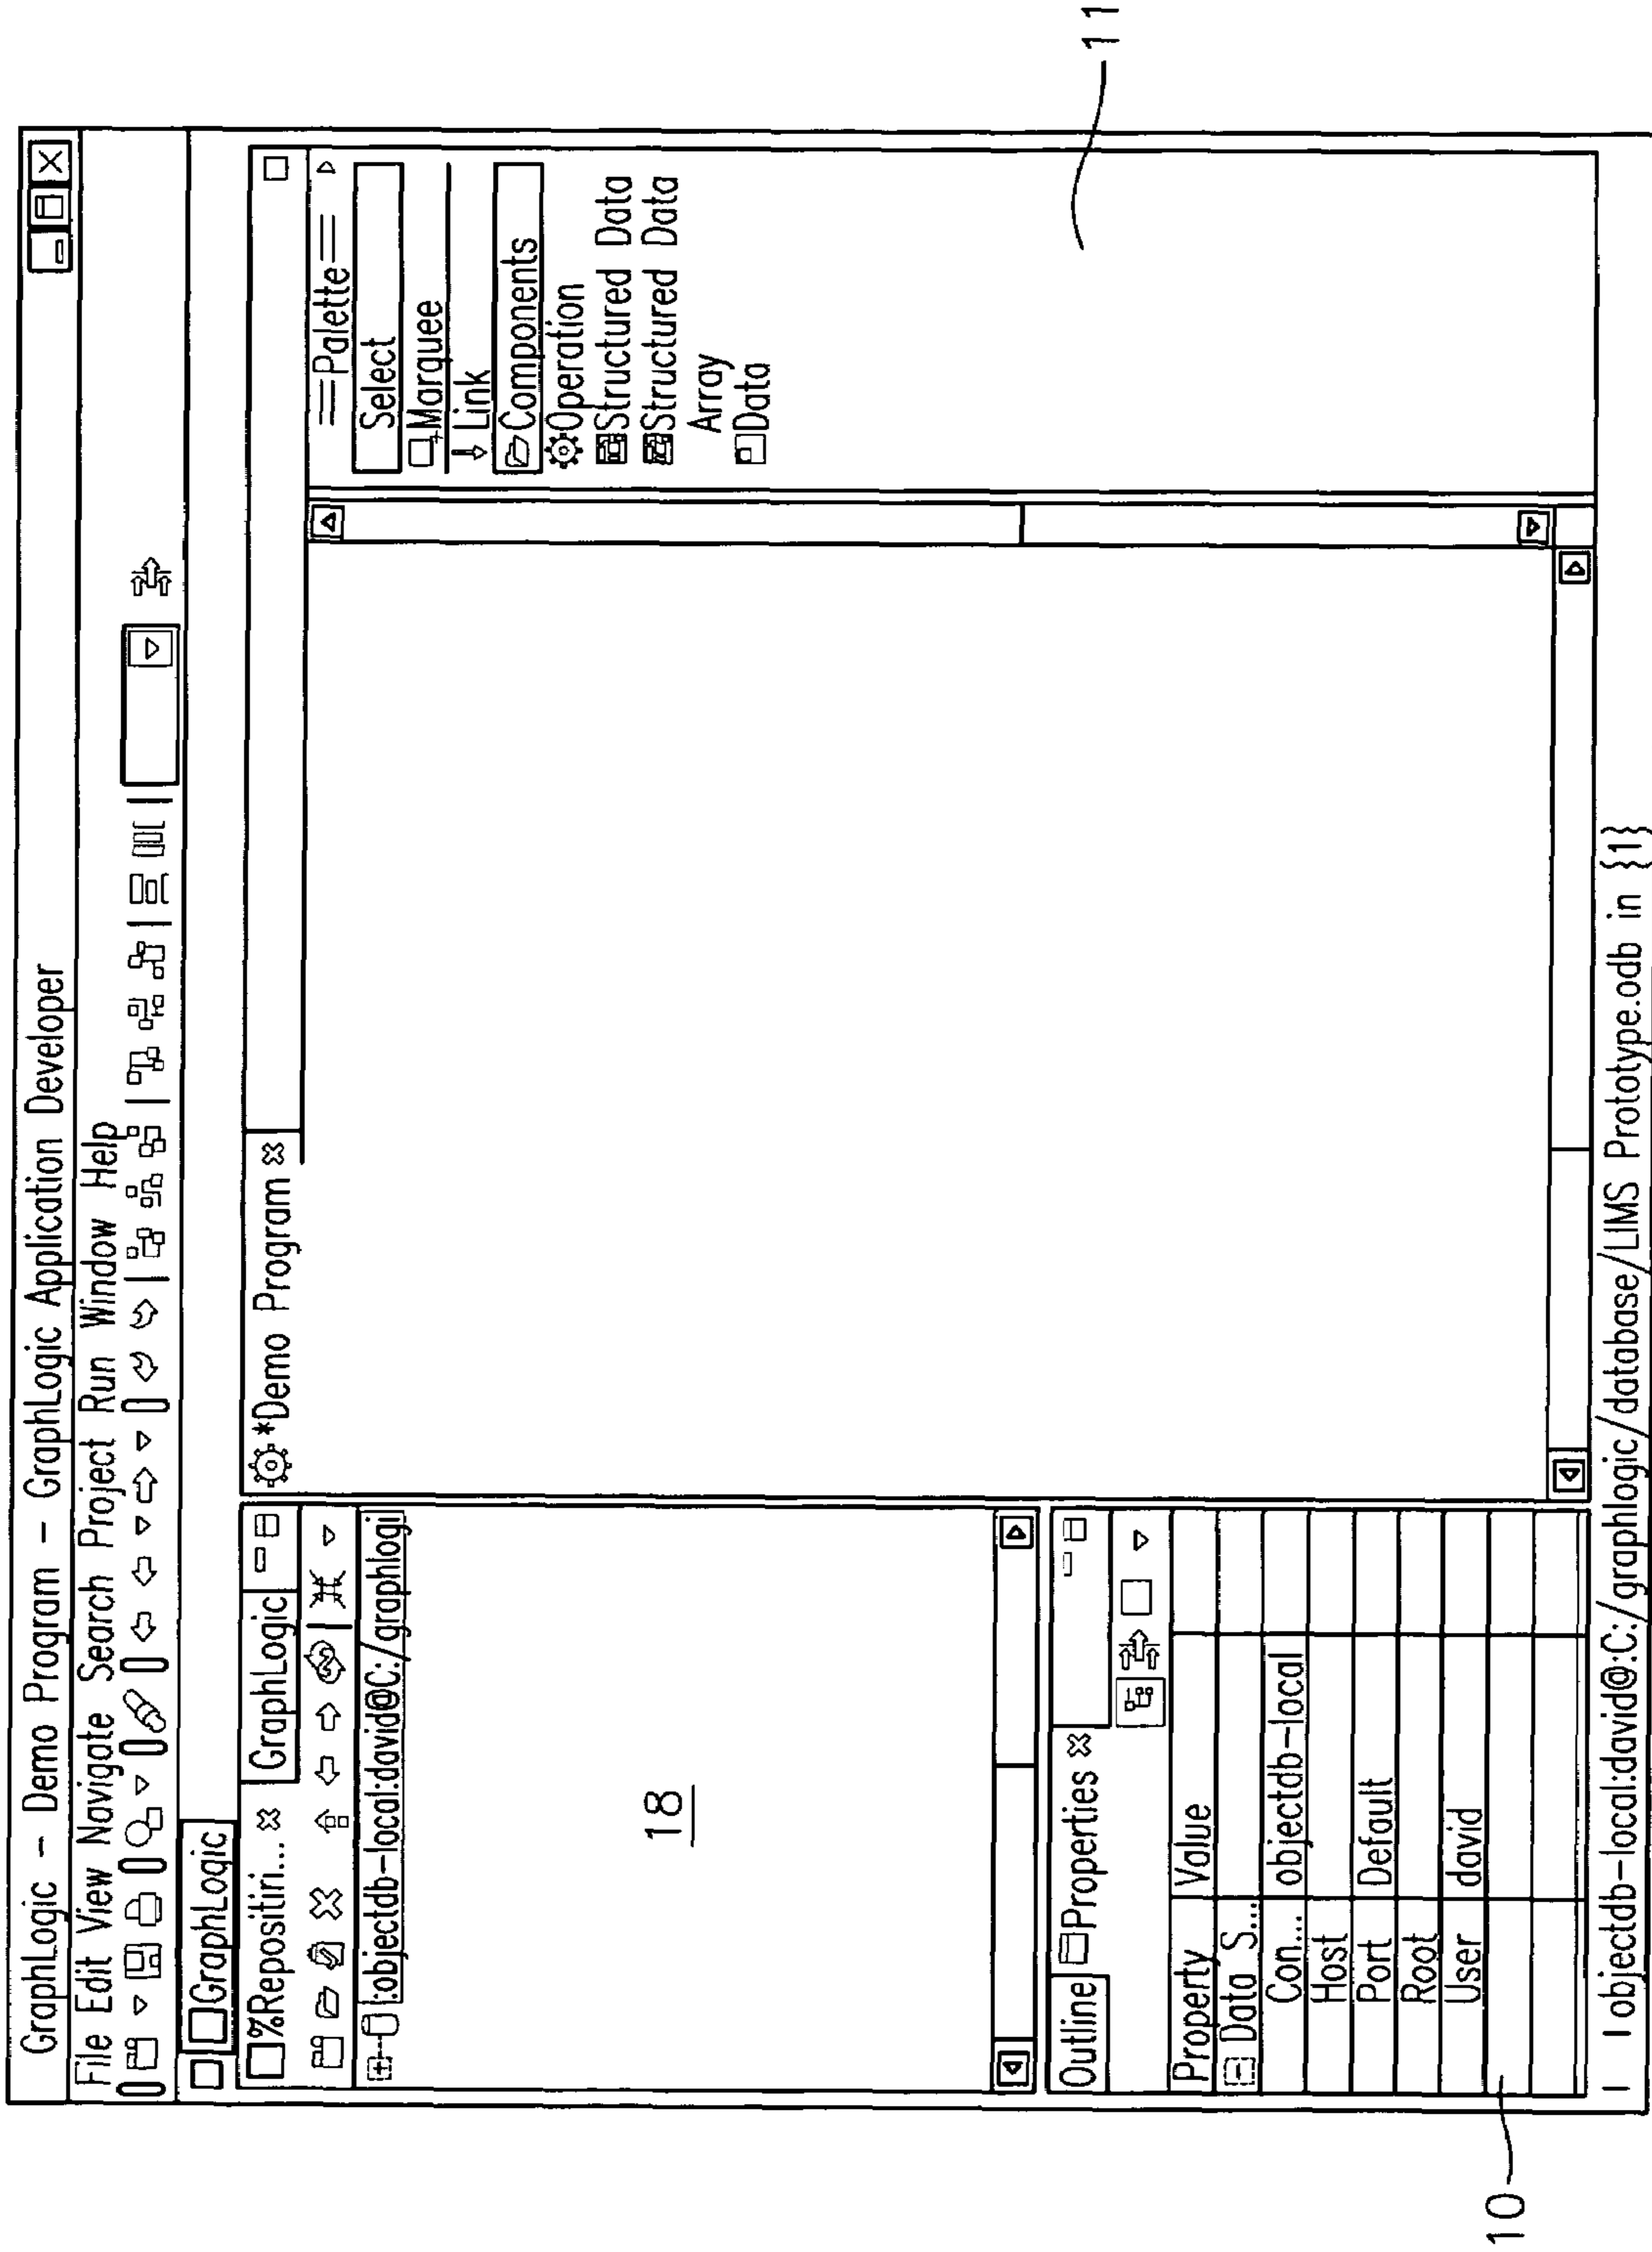 GraphLogic - Demo Program - GraphLogic Application Developer
File Edit View Navigate Search Project Run Window Help
GraphLogic
%Repositiri... GraphLogic
:objectdb-local:david@C:/graphlogi
18
Outline Properties
Property Value
Data S...
Con... objectdb-local
Host
Port Default
Root
User david
*Demo Program
Palette
Select
Marquee
Link
Components
Operation
Structured Data
Structured Data
Array
Data
objectdb-local:david@:C:/graphlogic/database/LIMS Prototype.odb in {1}
10
11